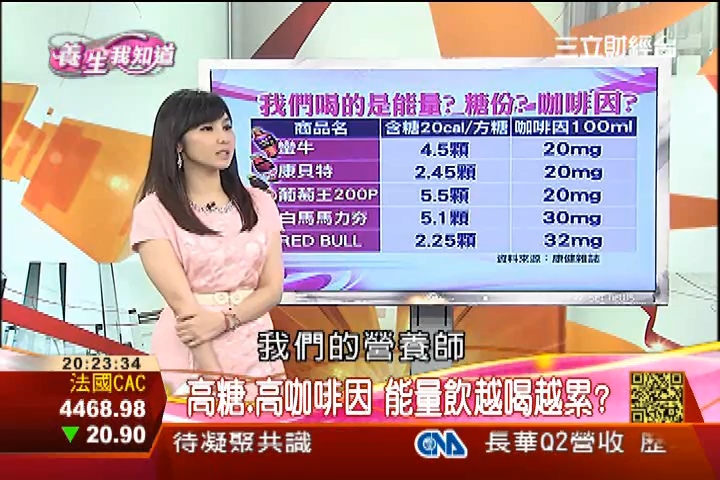 養生我知道
三立財經台
我們喝的是能量? 糖份? 咖啡因?
商品名 含糖20cal/方糖 咖啡因100ml
蠻牛 4.5顆 20mg
康貝特 2.45顆 20mg
葡萄王200P 5.5顆 20mg
白馬馬力夯 5.1顆 30mg
RED BULL 2.25顆 32mg
資料來源:康健雜誌
我們的營養師
20:23:34
法國CAC
4468.98
▼20.90
高糖.高咖啡因 能量飲越喝越累?
待凝聚共識 CNA 長華Q2營收